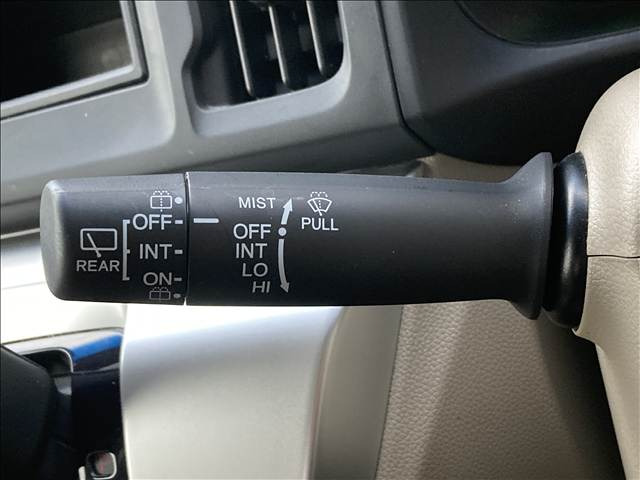 REAR
OFF
INT
ON
MIST
OFF
INT
LO
HI
PULL